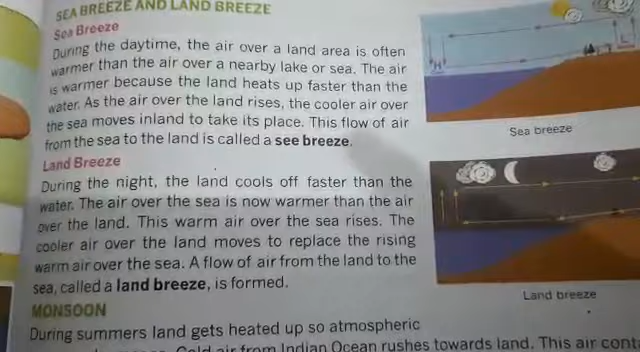 SEA BREEZE AND LAND BREEZE
Sea Breeze
During the daytime, the air over a land area is often
warmer than the air over a nearby lake or sea. The air
is warmer because the land heats up faster than the
water. As the air over the land rises, the cooler air over
the sea moves inland to take its place. This flow of air
from the sea to the land is called a see breeze.
H
L
Sea breeze
Land Breeze
During the night, the land cools off faster than the
water. The air over the sea is now warmer than the air
over the land. This warm air over the sea rises. The
cooler air over the land moves to replace the rising
warm air over the sea. A flow of air from the land to the
sea, called a land breeze, is formed.
Land breeze
MONSOON
During summers land gets heated up so atmospheric
Cold air from Indian Ocean rushes towards land. This air